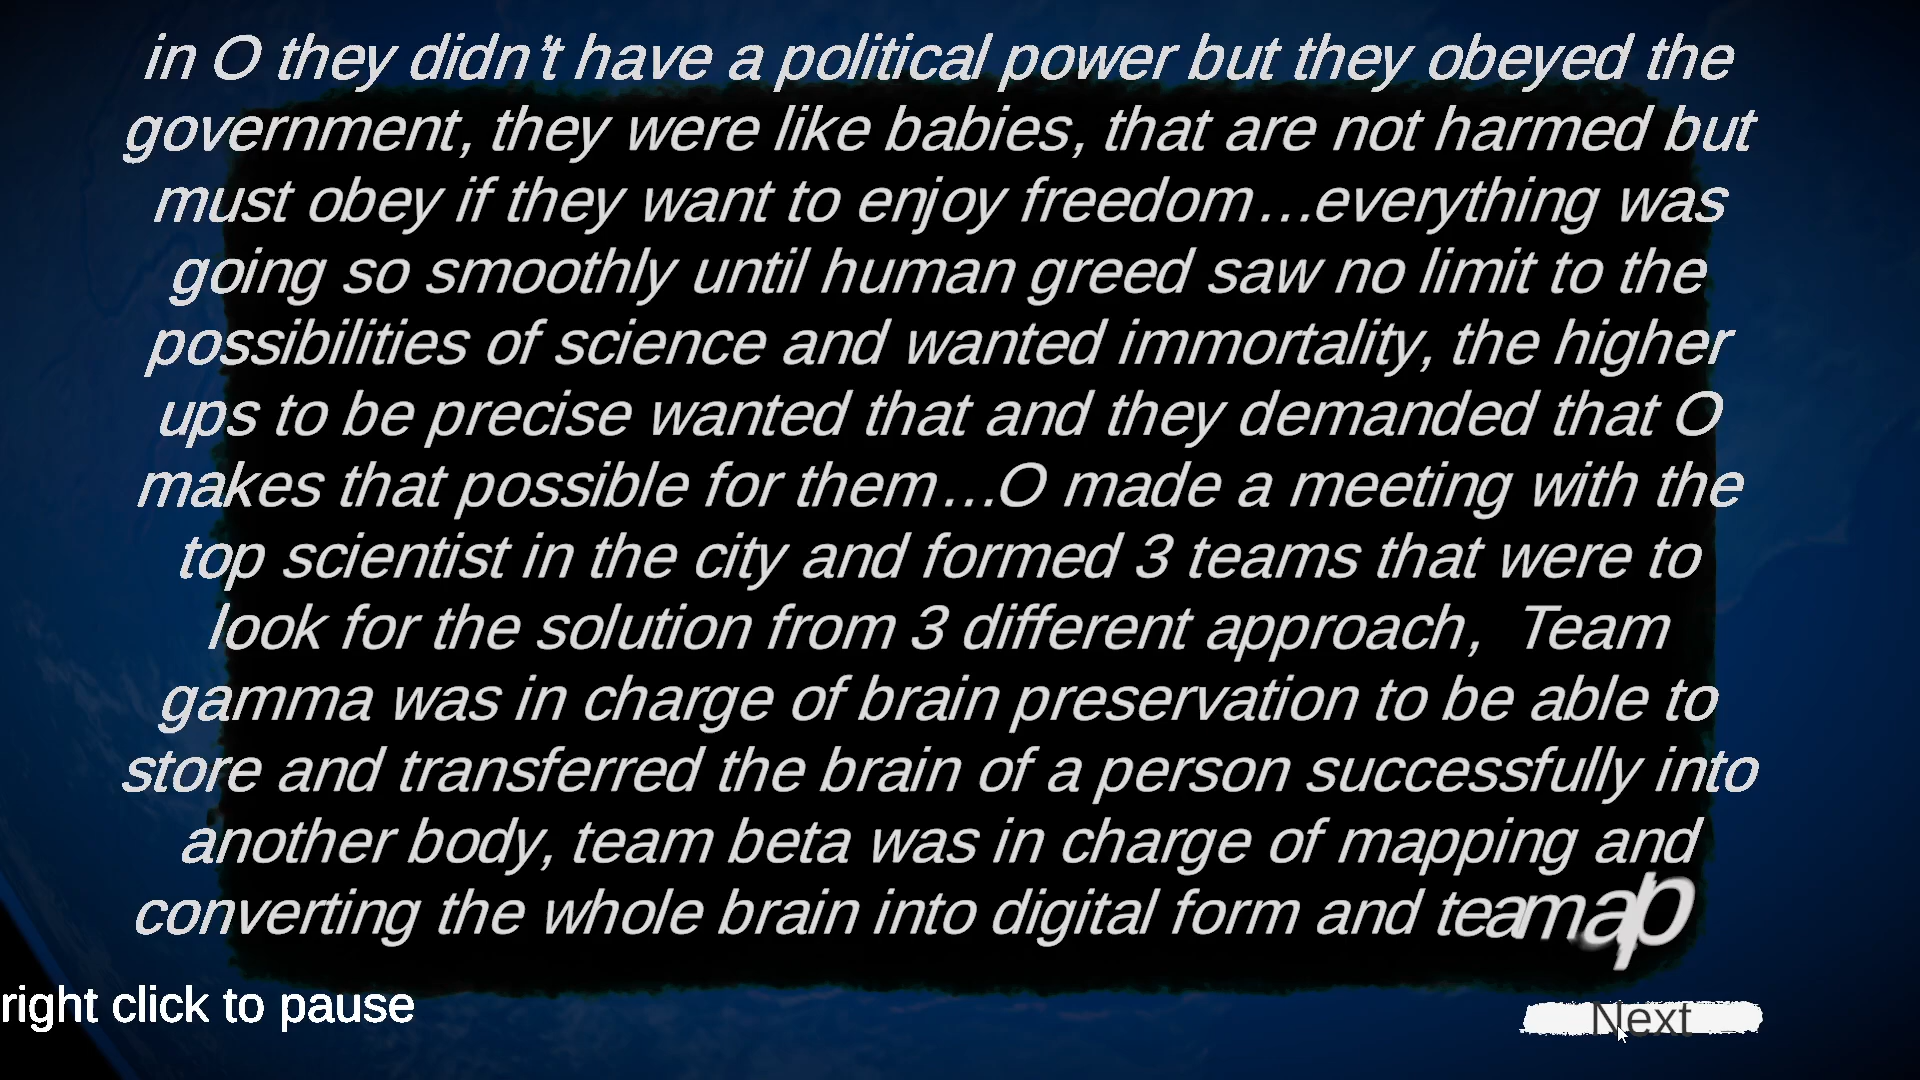 in O they didn't have a political power but they obeyed the
government, they were like babies, that are not harmed but
must obey if they want to enjoy freedom...everything was
going so smoothly until human greed saw no limit to the
possibilities of science and wanted immortality, the higher
ups to be precise wanted that and they demanded that O
makes that possible for them...O made a meeting with the
top scientist in the city and formed 3 teams that were to
look for the solution from 3 different approach,  Team
gamma was in charge of brain preservation to be able to
store and transferred the brain of a person successfully into
another body, team beta was in charge of mapping and
converting the whole brain into digital form and team ap
right click to pause
Next